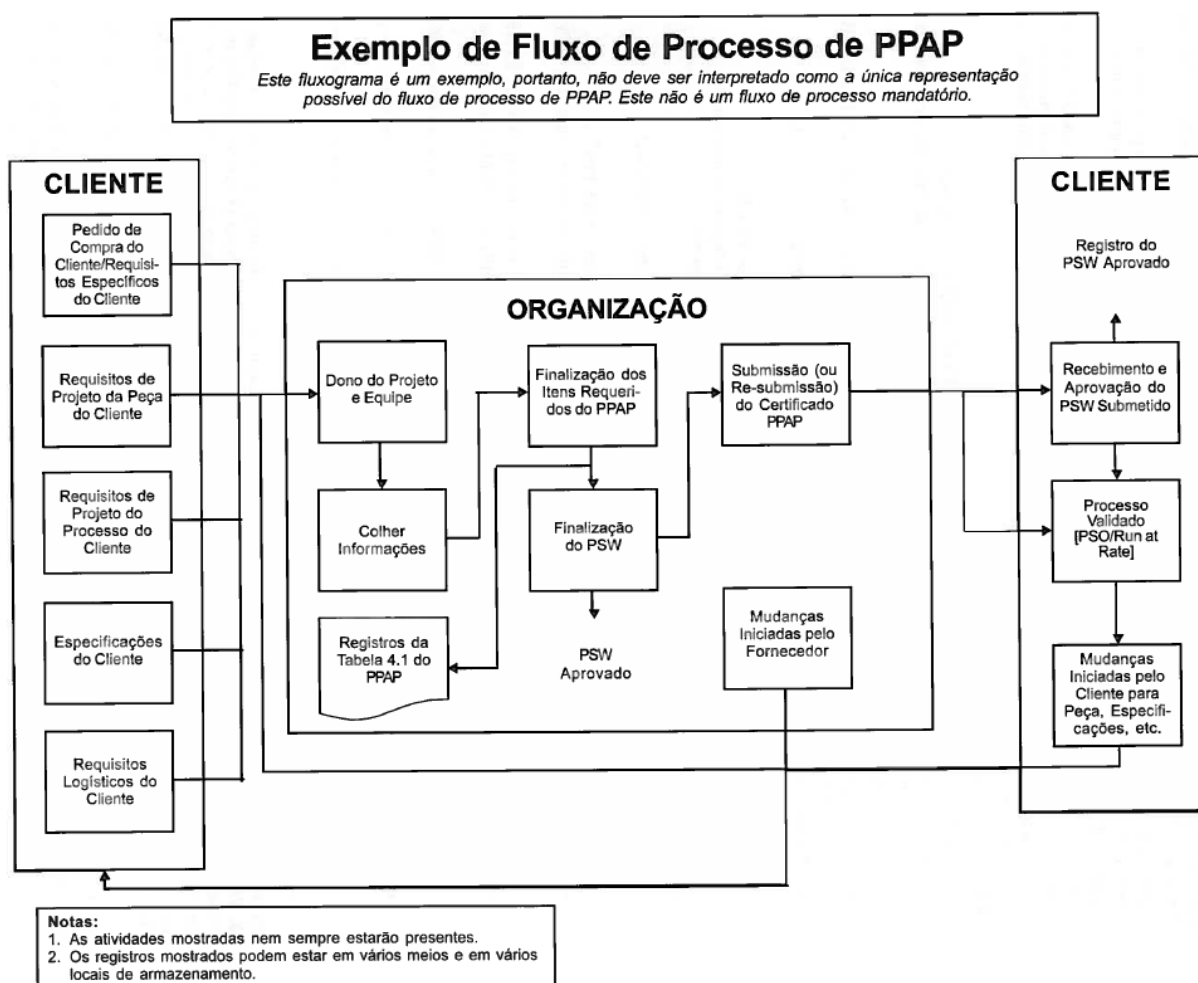 Exemplo de Fluxo de Processo de PPAP
Este fluxograma é um exemplo, portanto, não deve ser interpretado como a única representação
possível do fluxo de processo de PPAP. Este não é um fluxo de processo mandatório.
CLIENTE
Pedido de
Compra do
Cliente/Requisi-
tos Específicos
do Cliente
Requisitos de
Projeto da Peça
do Cliente
Requisitos de
Projeto do
Processo do
Cliente
Especificações
do Cliente
Requisitos
Logísticos do
Cliente
ORGANIZAÇÃO
Dono do Projeto
e Equipe
Finalização dos
Itens Requeri-
dos do PPAP
Submissão (ou
Re-submissão)
do Certificado
PPAP
Colher
Informações
Finalização
do PSW
Registros da
Tabela 4.1 do
PPAP
PSW
Aprovado
Mudanças
Iniciadas pelo
Fornecedor
CLIENTE
Registro do
PSW Aprovado
Recebimento e
Aprovação do
PSW Submetido
Processo
Validado
[PSO/Run at
Rate]
Mudanças
Iniciadas pelo
Cliente para
Peça, Especifi-
cações, etc.
Notas:
1. As atividades mostradas nem sempre estarão presentes.
2. Os registros mostrados podem estar em vários meios e em vários
locais de armazenamento.